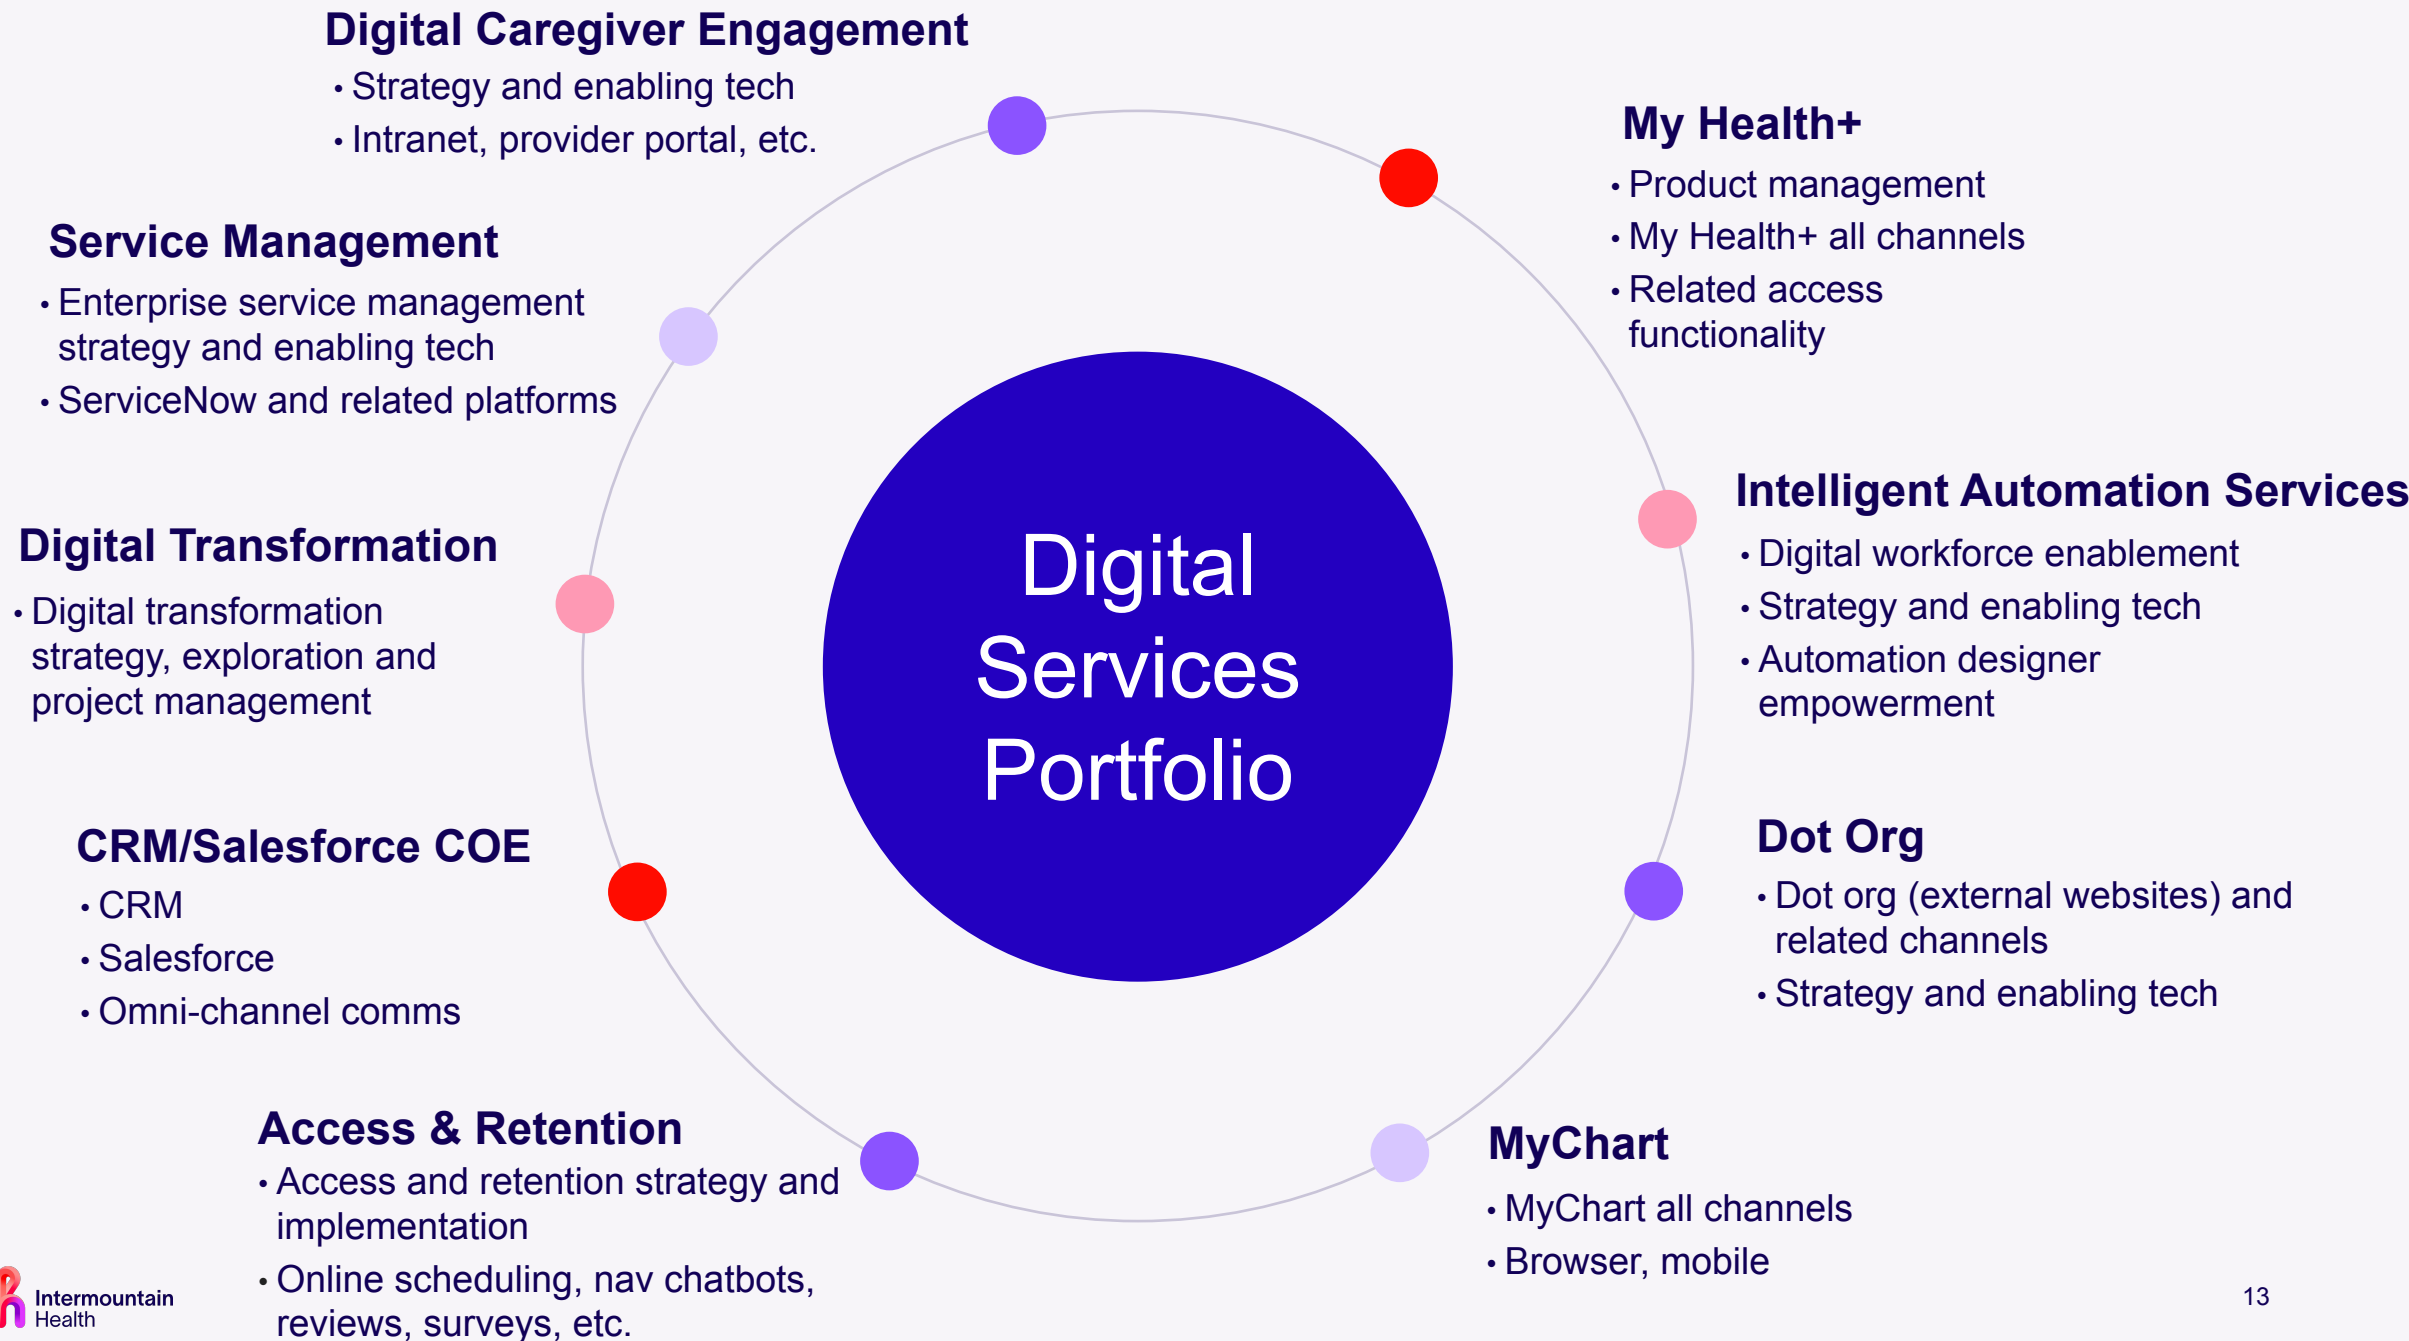 Digital Caregiver Engagement
• Strategy and enabling tech
• Intranet, provider portal, etc.
My Health+
• Product management
• My Health+ all channels
• Related access
functionality
Service Management
• Enterprise service management
strategy and enabling tech
• ServiceNow and related platforms
Intelligent Automation Services
• Digital workforce enablement
• Strategy and enabling tech
• Automation designer
empowerment
Digital Transformation
• Digital transformation
strategy, exploration and
project management
Digital
Services
Portfolio
CRM/Salesforce COE
• CRM
• Salesforce
• Omni-channel comms
Dot Org
• Dot org (external websites) and
related channels
• Strategy and enabling tech
Access & Retention
• Access and retention strategy and
implementation
• Online scheduling, nav chatbots,
reviews, surveys, etc.
MyChart
• MyChart all channels
• Browser, mobile
Intermountain
Health
13